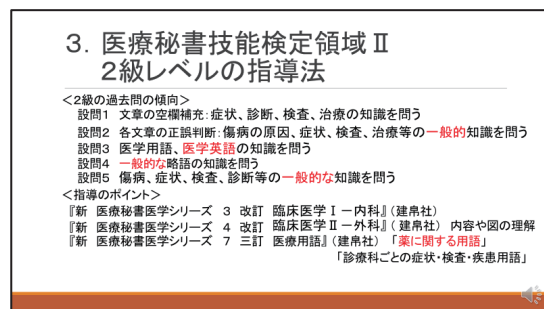 ３．医療秘書技能検定領域Ⅱ
２級レベルの指導法
＜２級の過去問の傾向＞
設問１ 文章の空欄補充：症状、診断、検査、治療の知識を問う
設問２ 各文章の正誤判断：傷病の原因、症状、検査、治療等の一般的知識を問う
設問３ 医学用語、医学英語の知識を問う
設問４ 一般的な略語の知識を問う
設問５ 傷病、症状、検査、診断等の一般的な知識を問う
＜指導のポイント＞
『新 医療秘書医学シリーズ ３ 改訂 臨床医学Ⅰ－内科』（建帛社）
『新 医療秘書医学シリーズ ４ 改訂 臨床医学Ⅱ－外科』（建帛社） 内容や図の理解
『新 医療秘書医学シリーズ ７ 三訂 医療用語』（建帛社） 「薬に関する用語」
「診療科ごとの症状・検査・疾患用語」